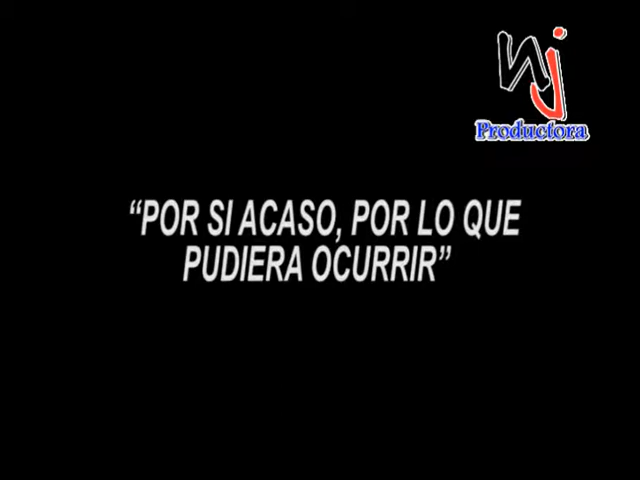 nj
Productora
“POR SI ACASO, POR LO QUE
PUDIERA OCURRIR”